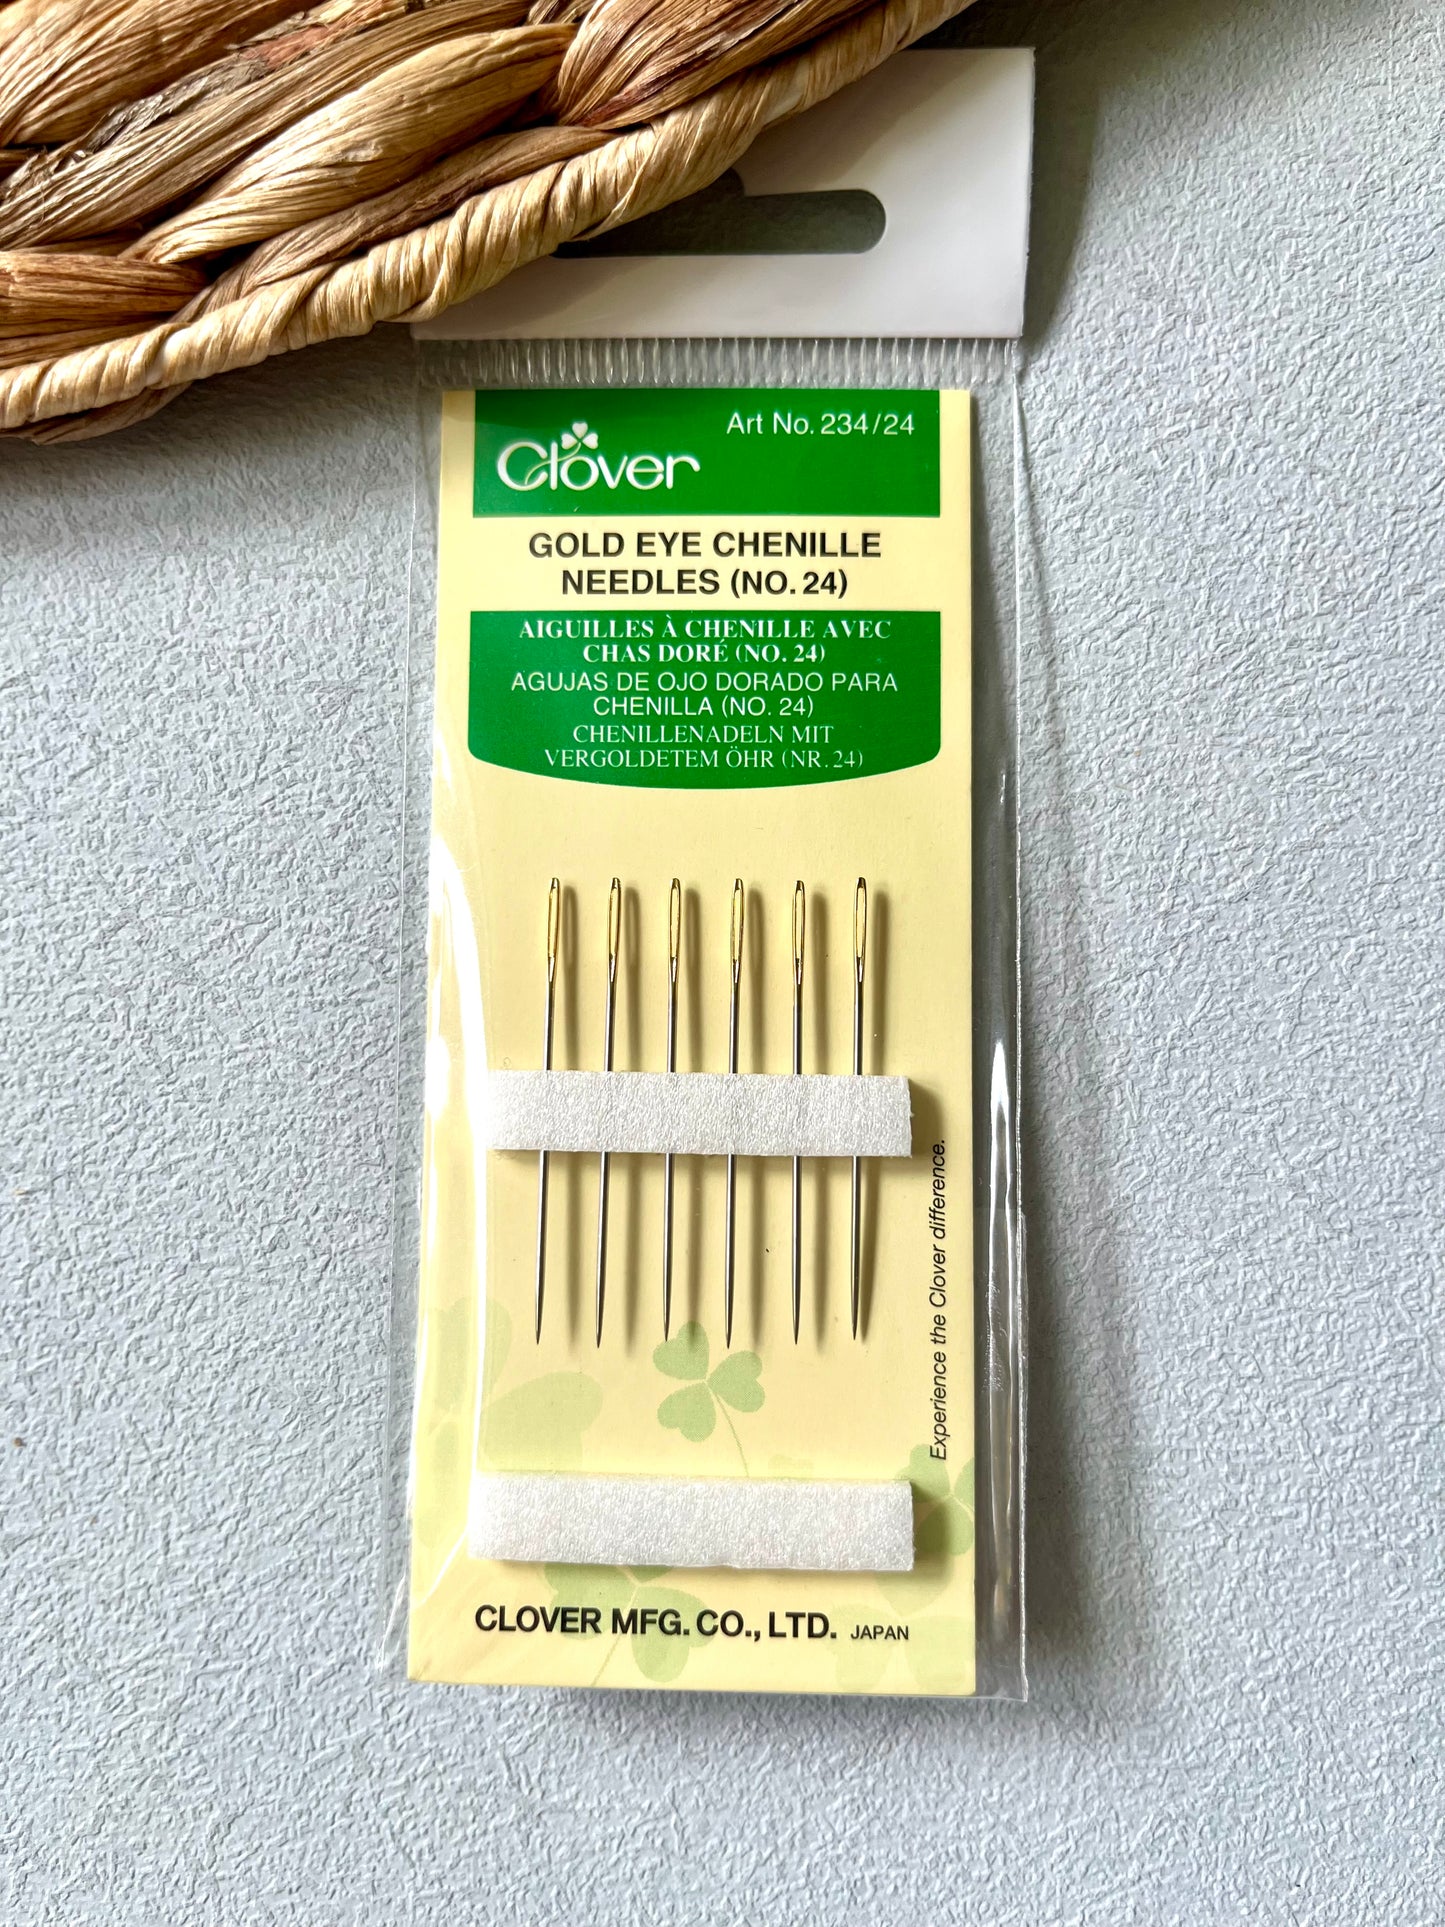 Clover
Art No. 234/24
GOLD EYE CHENILLE
NEEDLES (NO. 24)
AIGUILLES À CHENILLE AVEC
CHAS DORÉ (NO. 24)
AGUJAS DE OJO DORADO PARA
CHENILLA (NO. 24)
CHENILLENADELN MIT
VERGOLDETEM ÖHR (NR. 24)
Experience the Clover difference.
CLOVER MFG. CO., LTD. JAPAN